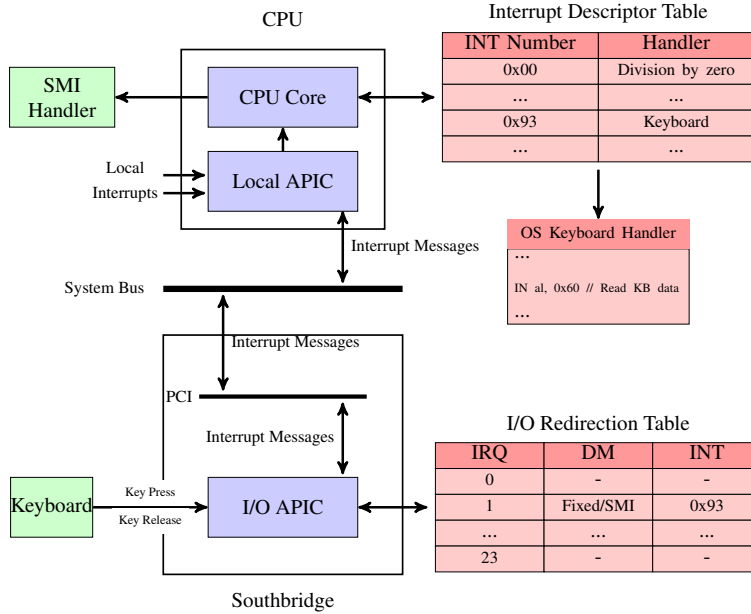 CPU
Interrupt Descriptor Table
INT Number Handler
0x00 Division by zero
... ...
0x93 Keyboard
... ...
SMI
Handler
CPU Core
Local
Interrupts
Local APIC
Interrupt Messages
OS Keyboard Handler
...
IN al, 0x60 // Read KB data
...
System Bus
Interrupt Messages
PCI
Interrupt Messages
I/O Redirection Table
IRQ DM INT
0 - -
1 Fixed/SMI 0x93
... ... ...
23 - -
Keyboard
Key Press
Key Release
I/O APIC
Southbridge